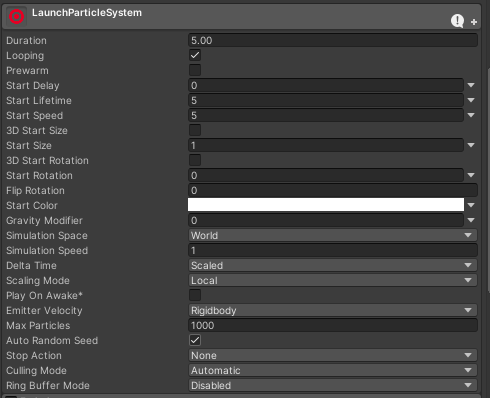 LaunchParticleSystem
Duration 5.00
Looping
Prewarm
Start Delay 0
Start Lifetime 5
Start Speed 5
3D Start Size
Start Size 1
3D Start Rotation
Start Rotation 0
Flip Rotation 0
Start Color
Gravity Modifier 0
Simulation Space World
Simulation Speed 1
Delta Time Scaled
Scaling Mode Local
Play On Awake*
Emitter Velocity Rigidbody
Max Particles 1000
Auto Random Seed
Stop Action None
Culling Mode Automatic
Ring Buffer Mode Disabled